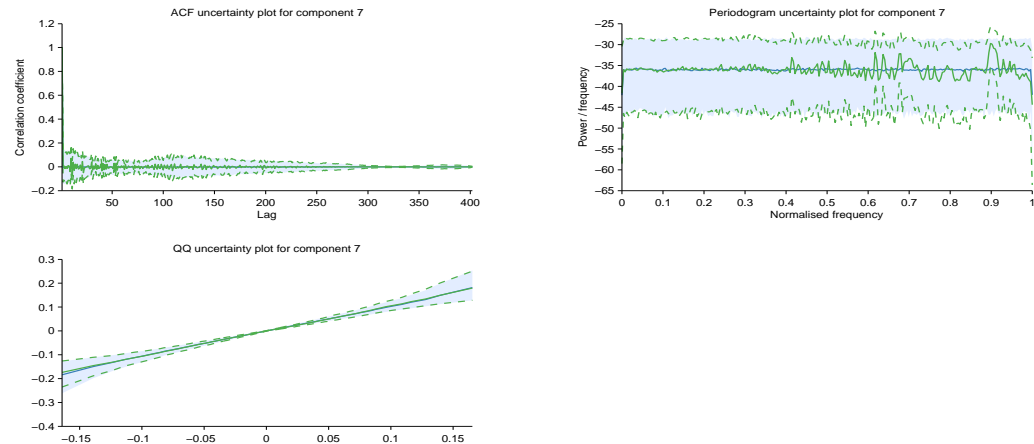 ACF uncertainty plot for component 7
Correlation coefficient
1.2
1
0.8
0.6
0.4
0.2
0
−0.2
50 100 150 200 250 300 350 400
Lag
Periodogram uncertainty plot for component 7
Power / frequency
−25
−30
−35
−40
−45
−50
−55
−60
−65
0 0.1 0.2 0.3 0.4 0.5 0.6 0.7 0.8 0.9 1
Normalised frequency
QQ uncertainty plot for component 7
0.3
0.2
0.1
0
−0.1
−0.2
−0.3
−0.4
−0.15 −0.1 −0.05 0 0.05 0.1 0.15